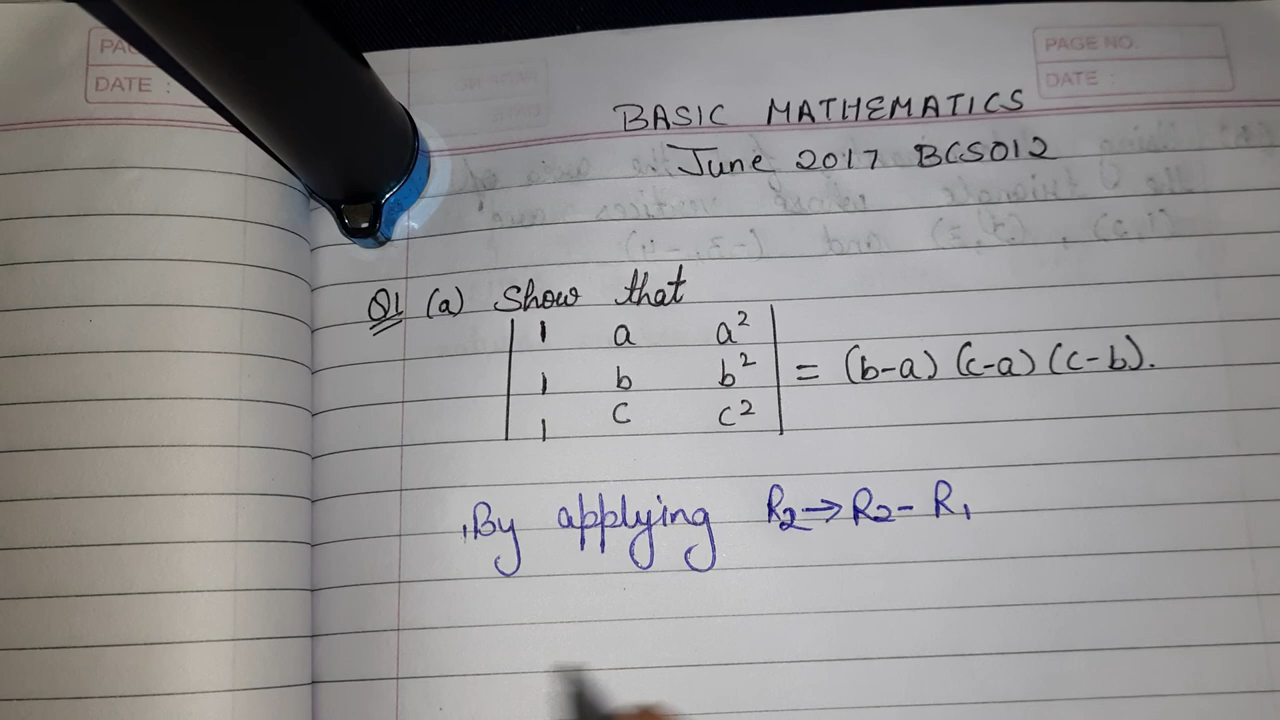 PAGE NO.
DATE :
DATE :
BASIC MATHEMATICS
June 2017 BCS012
Q1 (a) Show that
| 1 a a² |
| 1 b b² | = (b-a) (c-a) (c-b).
| 1 c c² |
By applying R₂→R₂-R₁